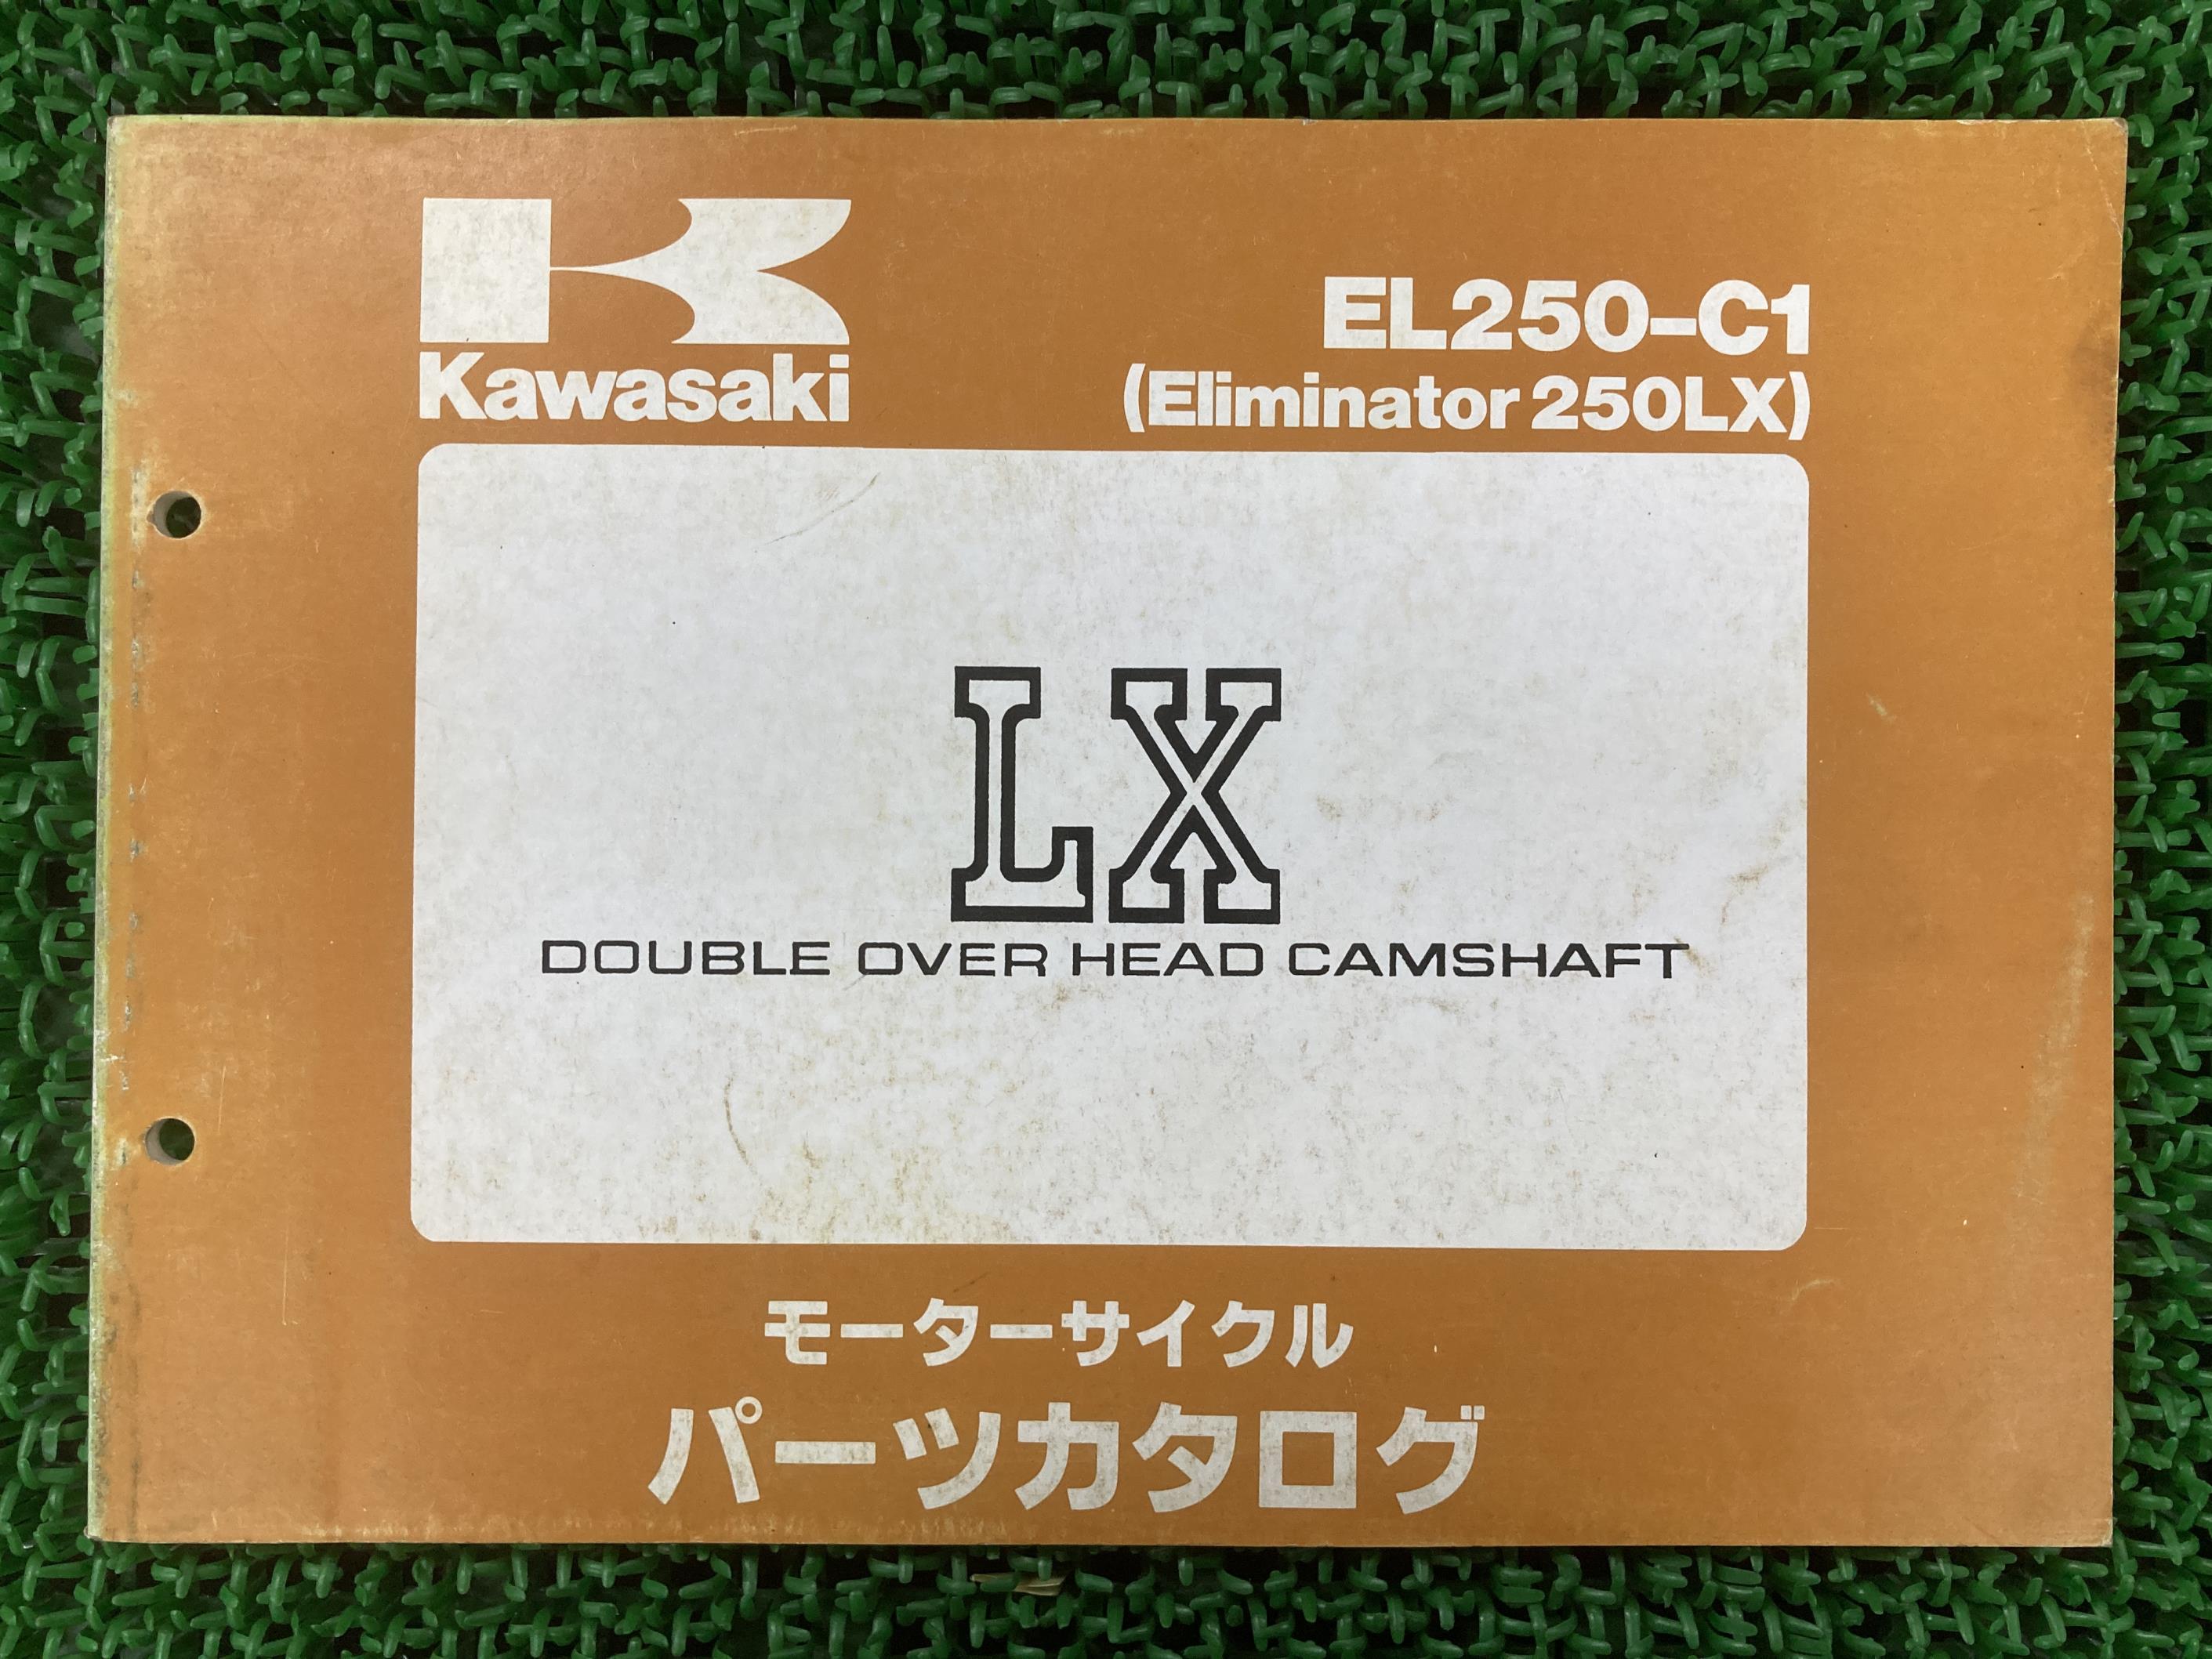 Kawasaki
EL250-C1
(Eliminator 250LX)
LX
DOUBLE OVER HEAD CAMSHAFT
モーターサイクル
パーツカタログ